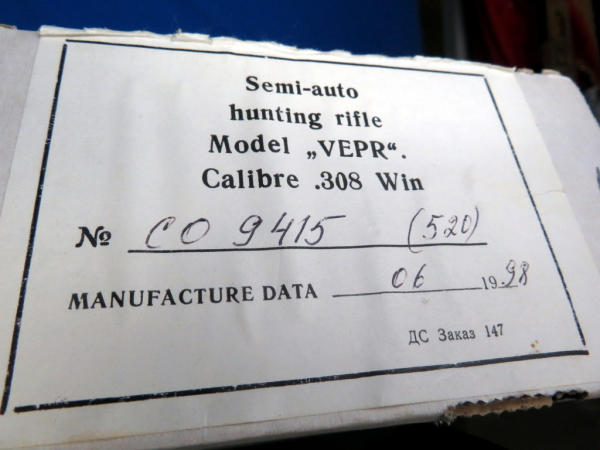 Semi-auto
hunting rifle
Model „VEPR“.
Calibre .308 Win
№ CO 9415 (520)
MANUFACTURE DATA 06 1998
ДС Заказ 147